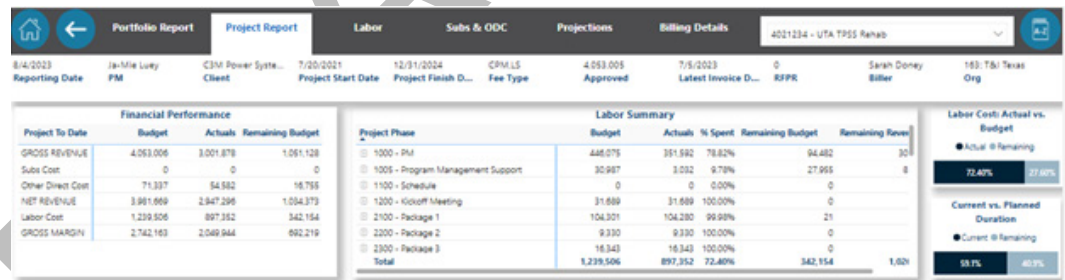 Portfolio Report Project Report Labor Subs & ODC Projections Billing Details 4021234 - UTA TPSS Rehab A-Z
8/4/2023 Ja-Mie Luey C3M Power Syste... 7/20/2021 12/31/2024 CPM,LS 4,053,005 7/5/2023 0 Sarah Doney 163: T&I Texas
Reporting Date PM Client Project Start Date Project Finish D... Fee Type Approved Latest Invoice D... RFPR Biller Org
Financial Performance
Project To Date Budget Actuals Remaining Budget
GROSS REVENUE 4,053,006 3,001,878 1,051,128
Subs Cost 0 0 0
Other Direct Cost 71,337 54,582 16,755
NET REVENUE 3,981,669 2,947,296 1,034,373
Labor Cost 1,239,506 897,352 342,154
GROSS MARGIN 2,742,163 2,049,944 692,219
Labor Summary
Project Phase Budget Actuals % Spent Remaining Budget Remaining Rever
1000 - PM 446,075 351,592 78.82% 94,482 30
1005 - Program Management Support 30,987 3,032 9.78% 27,955 8
1100 - Schedule 0 0 0.00% 0
1200 - Kickoff Meeting 31,689 31,689 100.00% 0
2100 - Package 1 104,301 104,280 99.98% 21
2200 - Package 2 9,330 9,330 100.00% 0
2300 - Package 3 16,343 16,343 100.00% 0
Total 1,239,506 897,352 72.40% 342,154 1,02
Labor Cost: Actual vs.
Budget
Actual Remaining
72.40% 27.60%
Current vs. Planned
Duration
Current Remaining
59.1% 40.9%